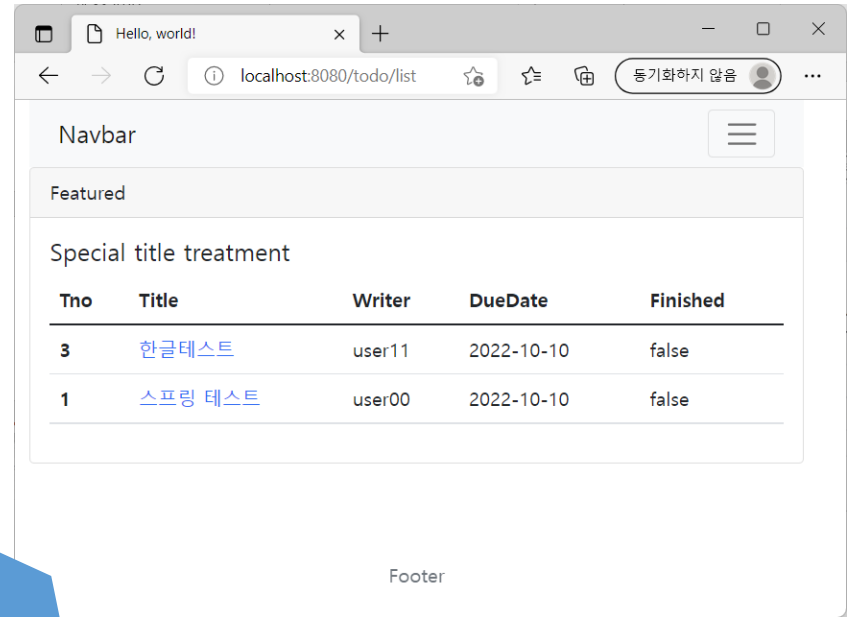 Hello, world!
localhost:8080/todo/list
동기화하지 않음
Navbar
Featured
Special title treatment
Tno Title Writer DueDate Finished
3 한글테스트 user11 2022-10-10 false
1 스프링 테스트 user00 2022-10-10 false
Footer